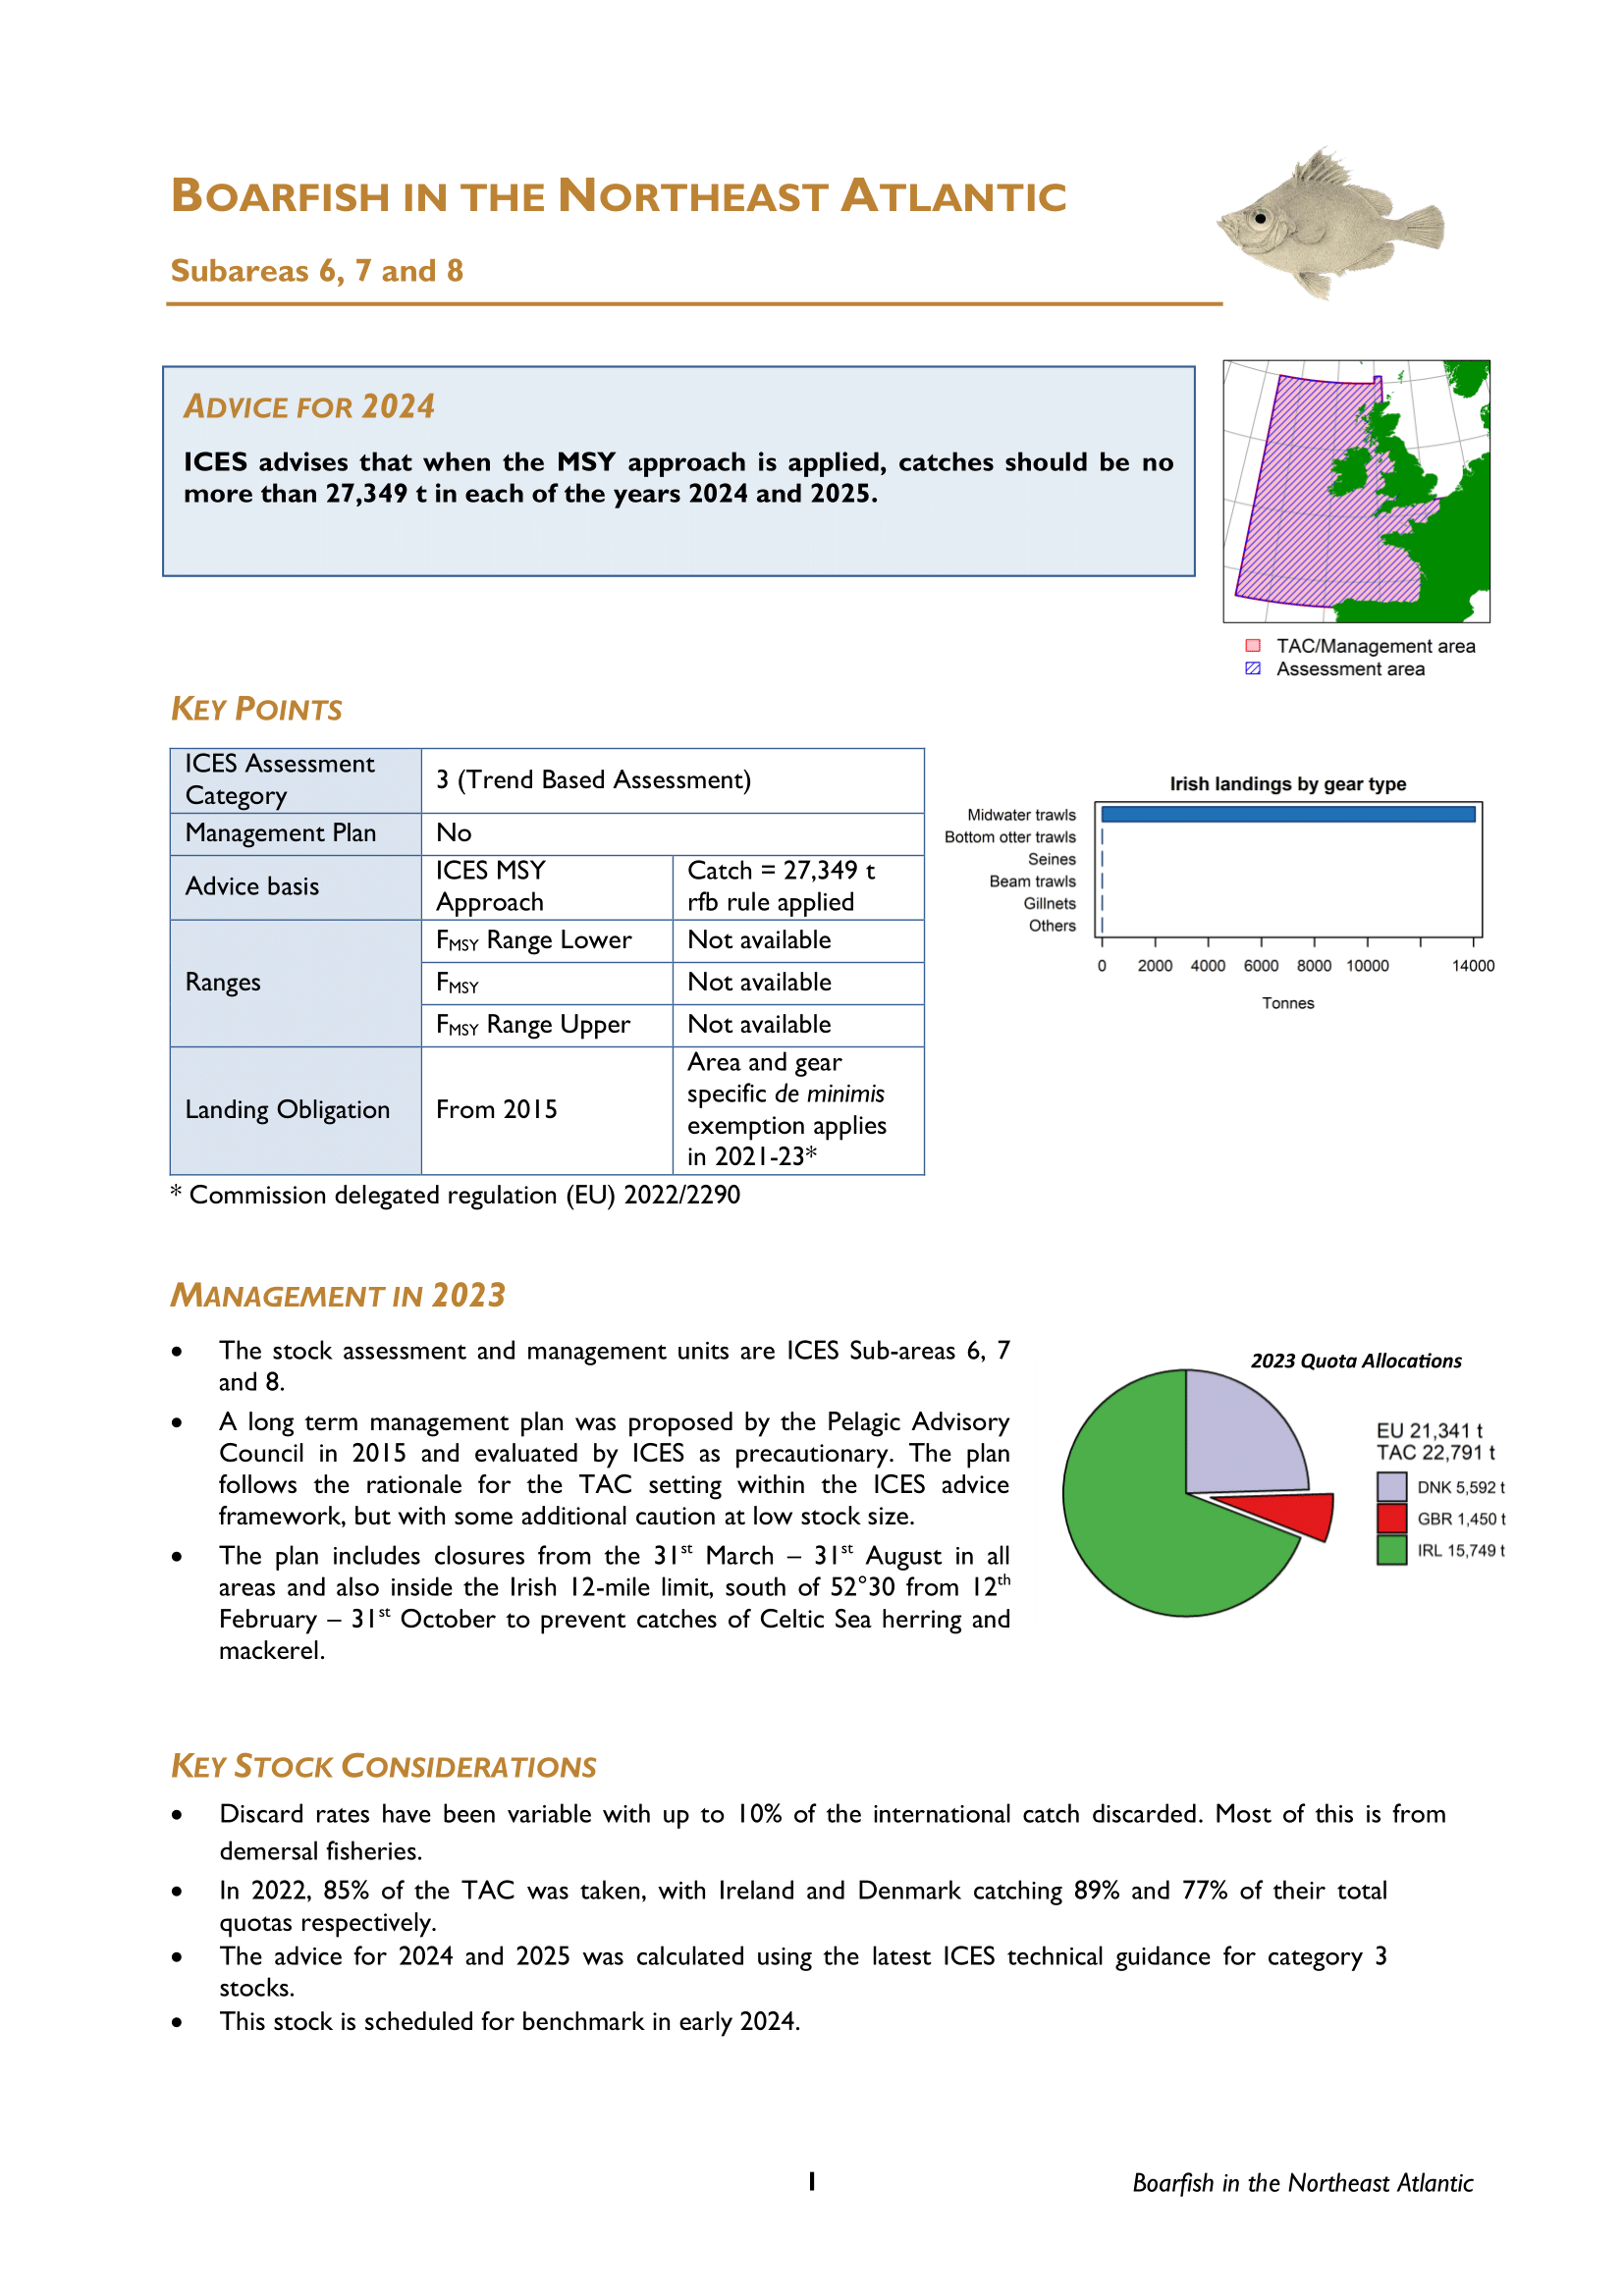 BOARFISH IN THE NORTHEAST ATLANTIC
Subareas 6, 7 and 8
ADVICE FOR 2024
ICES advises that when the MSY approach is applied, catches should be no
more than 27,349 t in each of the years 2024 and 2025.
TAC/Management area
Assessment area
KEY POINTS
ICES Assessment
Category
3 (Trend Based Assessment)
Management Plan
No
Advice basis
ICES MSY
Approach
Catch = 27,349 t
rfb rule applied
Ranges
FMSY Range Lower
Not available
FMSY
Not available
FMSY Range Upper
Not available
Landing Obligation
From 2015
Area and gear
specific de minimis
exemption applies
in 2021-23*
* Commission delegated regulation (EU) 2022/2290
Irish landings by gear type
Midwater trawls
Bottom otter trawls
Seines
Beam trawls
Gillnets
Others
0 2000 4000 6000 8000 10000 14000
Tonnes
MANAGEMENT IN 2023
• The stock assessment and management units are ICES Sub-areas 6, 7
and 8.
• A long term management plan was proposed by the Pelagic Advisory
Council in 2015 and evaluated by ICES as precautionary. The plan
follows the rationale for the TAC setting within the ICES advice
framework, but with some additional caution at low stock size.
• The plan includes closures from the 31st March – 31st August in all
areas and also inside the Irish 12-mile limit, south of 52°30 from 12th
February – 31st October to prevent catches of Celtic Sea herring and
mackerel.
2023 Quota Allocations
EU 21,341 t
TAC 22,791 t
DNK 5,592 t
GBR 1,450 t
IRL 15,749 t
KEY STOCK CONSIDERATIONS
• Discard rates have been variable with up to 10% of the international catch discarded. Most of this is from
demersal fisheries.
• In 2022, 85% of the TAC was taken, with Ireland and Denmark catching 89% and 77% of their total
quotas respectively.
• The advice for 2024 and 2025 was calculated using the latest ICES technical guidance for category 3
stocks.
• This stock is scheduled for benchmark in early 2024.
1
Boarfish in the Northeast Atlantic